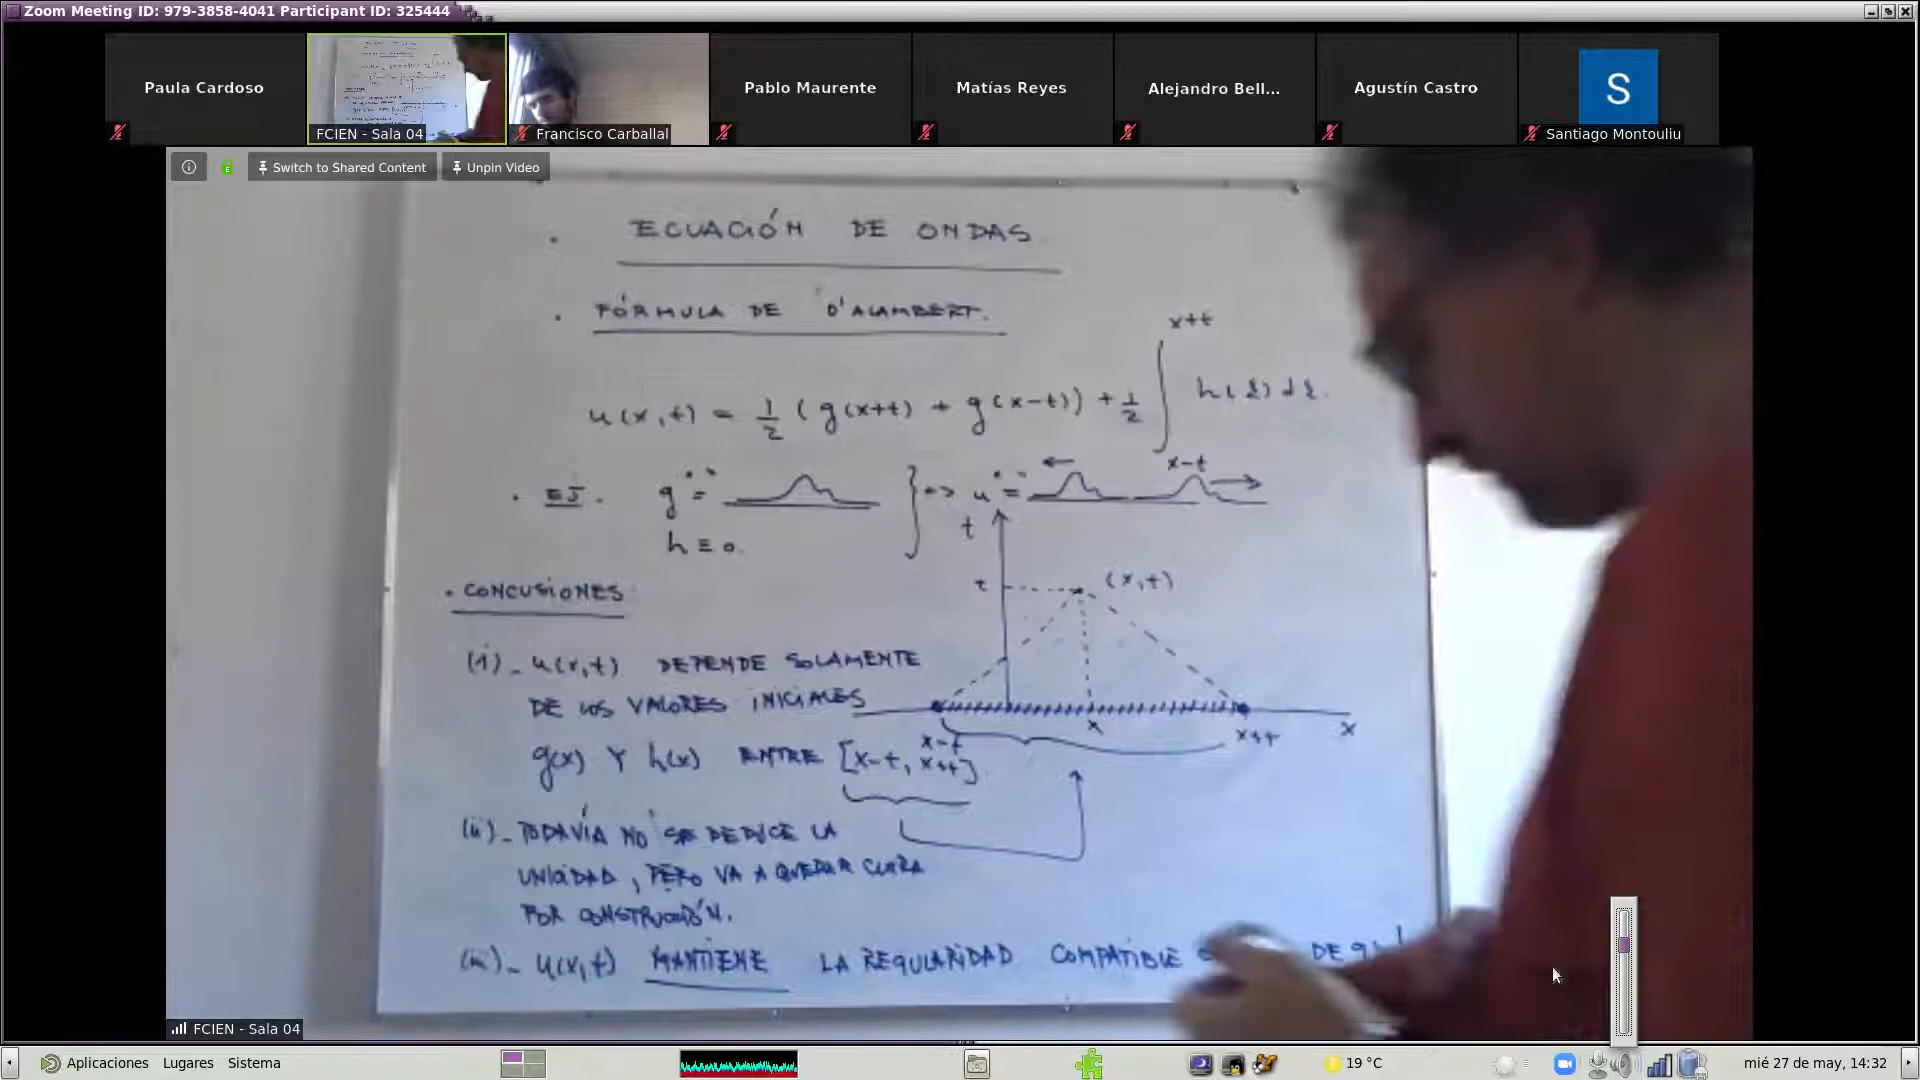 Zoom Meeting ID: 979-3858-4041 Participant ID: 325444
Paula Cardoso
FCIEN - Sala 04
Francisco Carballal
Pablo Maurente
Matías Reyes
Alejandro Bell...
Agustín Castro
S
Santiago Montouliu
Switch to Shared Content
Unpin Video
. ECUACIÓN DE ONDAS
. FÓRMULA DE D'ALAMBERT.
x+t
u(x,t) = 1/2 (g(x+t) + g(x-t)) + 1/2 ∫ h(ξ) dξ.
. EJ. g "="
} => u "="
x-t
h ≡ 0.
t
t (x,t)
. CONCUSIONES
(i)_ u(x,t) DEPENDE SOLAMENTE
DE LOS VALORES INICIALES
x-t x x+t x
g(x) Y h(x) ENTRE [x-t, x+t]
(ii)_ TODAVÍA NO SE DEDUCE LA
UNICIDAD, PERO VA A QUEDAR CLARA
POR CONSTRUCCIÓN.
(iii)_ u(x,t) MANTIENE LA REGULARIDAD COMPATIBLE DE g
FCIEN - Sala 04
Aplicaciones Lugares Sistema
19 °C
mié 27 de may, 14:32